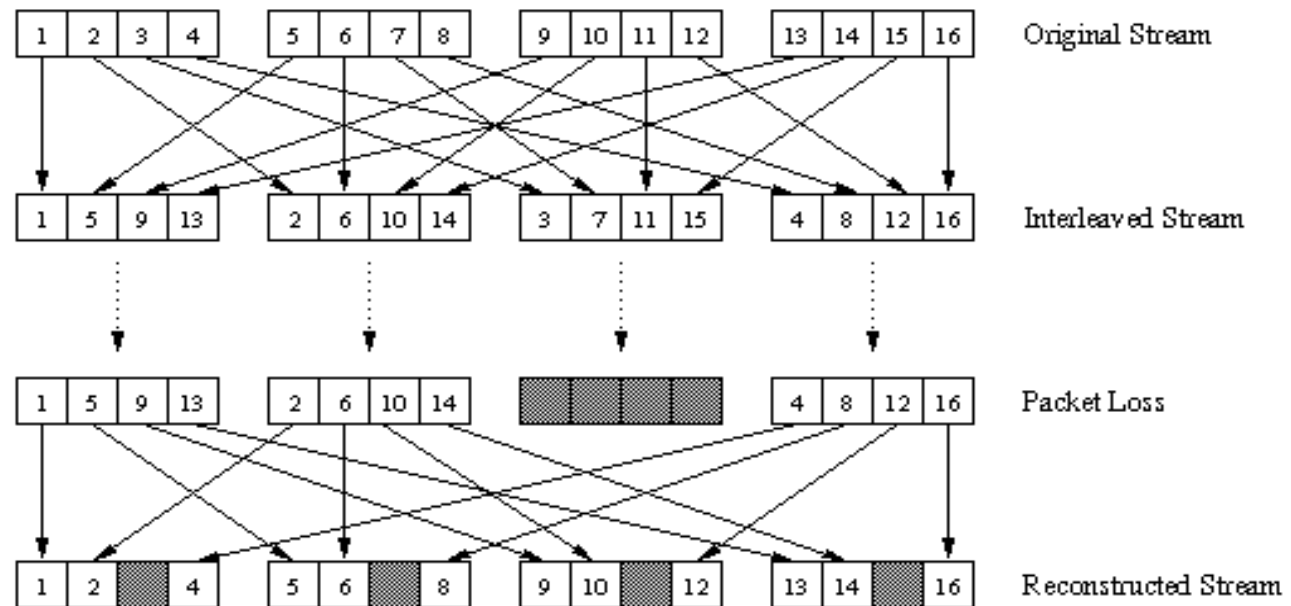 1 2 3 4 5 6 7 8 9 10 11 12 13 14 15 16 Original Stream
1 5 9 13 2 6 10 14 3 7 11 15 4 8 12 16 Interleaved Stream
1 5 9 13 2 6 10 14 4 8 12 16 Packet Loss
1 2 4 5 6 8 9 10 12 13 14 16 Reconstructed Stream